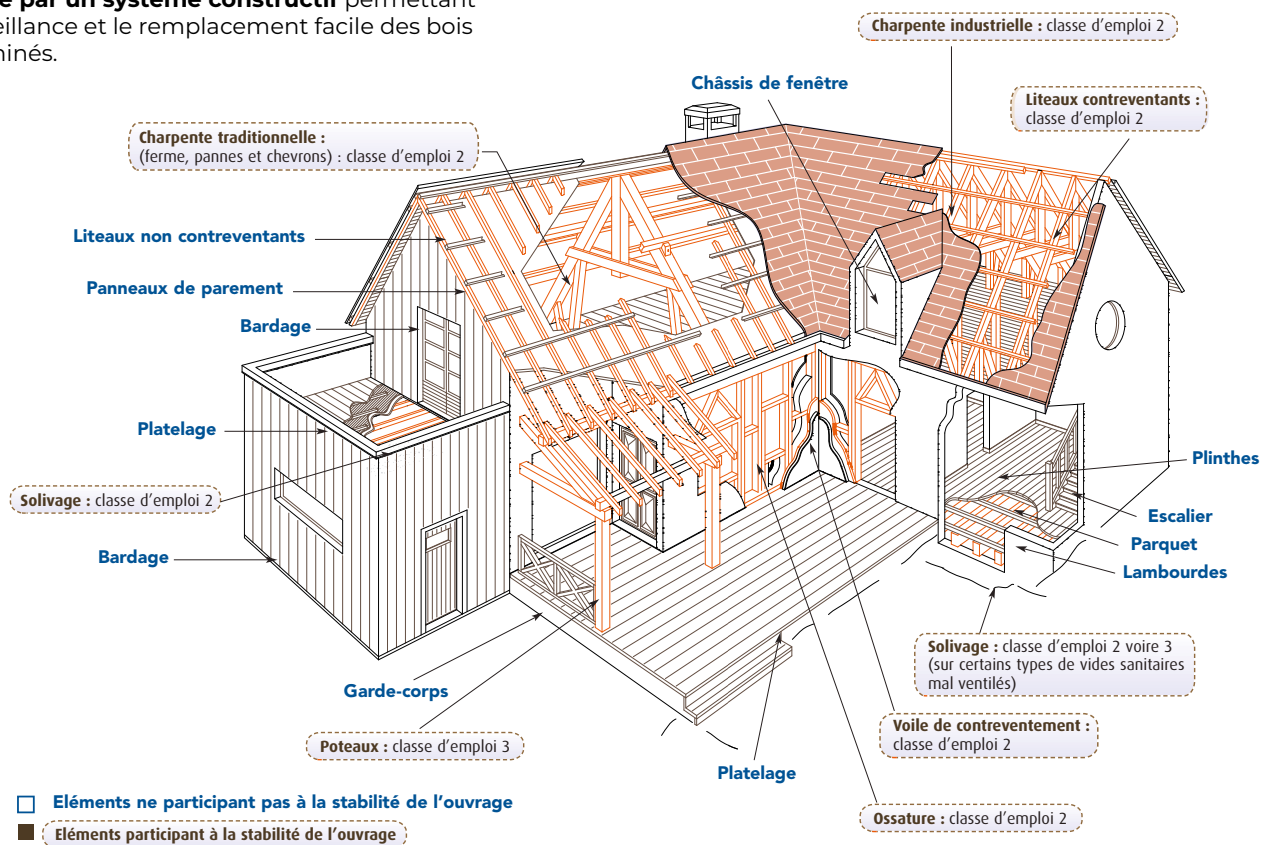 par un système constructif permettant
et le remplacement facile des bois
Charpente industrielle : classe d'emploi 2
Châssis de fenêtre
Liteaux contreventants :
classe d'emploi 2
Charpente traditionnelle :
(ferme, pannes et chevrons) : classe d'emploi 2
Liteaux non contreventants
Panneaux de parement
Bardage
Platelage
Solivage : classe d'emploi 2
Bardage
Plinthes
Escalier
Parquet
Lambourdes
Solivage : classe d'emploi 2 voire 3
(sur certains types de vides sanitaires
mal ventilés)
Garde-corps
Voile de contreventement :
classe d'emploi 2
Poteaux : classe d'emploi 3
Platelage
Ossature : classe d'emploi 2
Eléments ne participant pas à la stabilité de l'ouvrage
Eléments participant à la stabilité de l'ouvrage